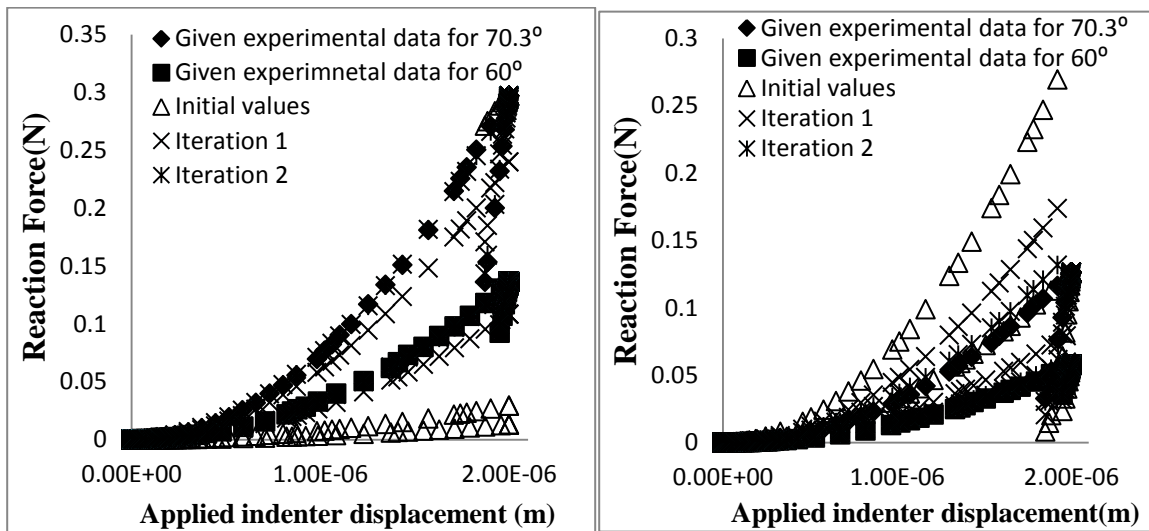 0.35
0.3
0.25
0.2
0.15
0.1
0.05
0
Reaction Force(N)
Given experimental data for 70.3º
Given experimnetal data for 60°
Initial values
Iteration 1
Iteration 2
0.00E+00 1.00E-06 2.00E-06
Applied indenter displacement (m)
0.3
0.25
0.2
0.15
0.1
0.05
0
Reaction Force(N)
Given experimental data for 70.3º
Given experimental data for 60°
Initial values
Iteration 1
Iteration 2
0.00E+00 1.00E-06 2.00E-06
Applied indenter displacement(m)